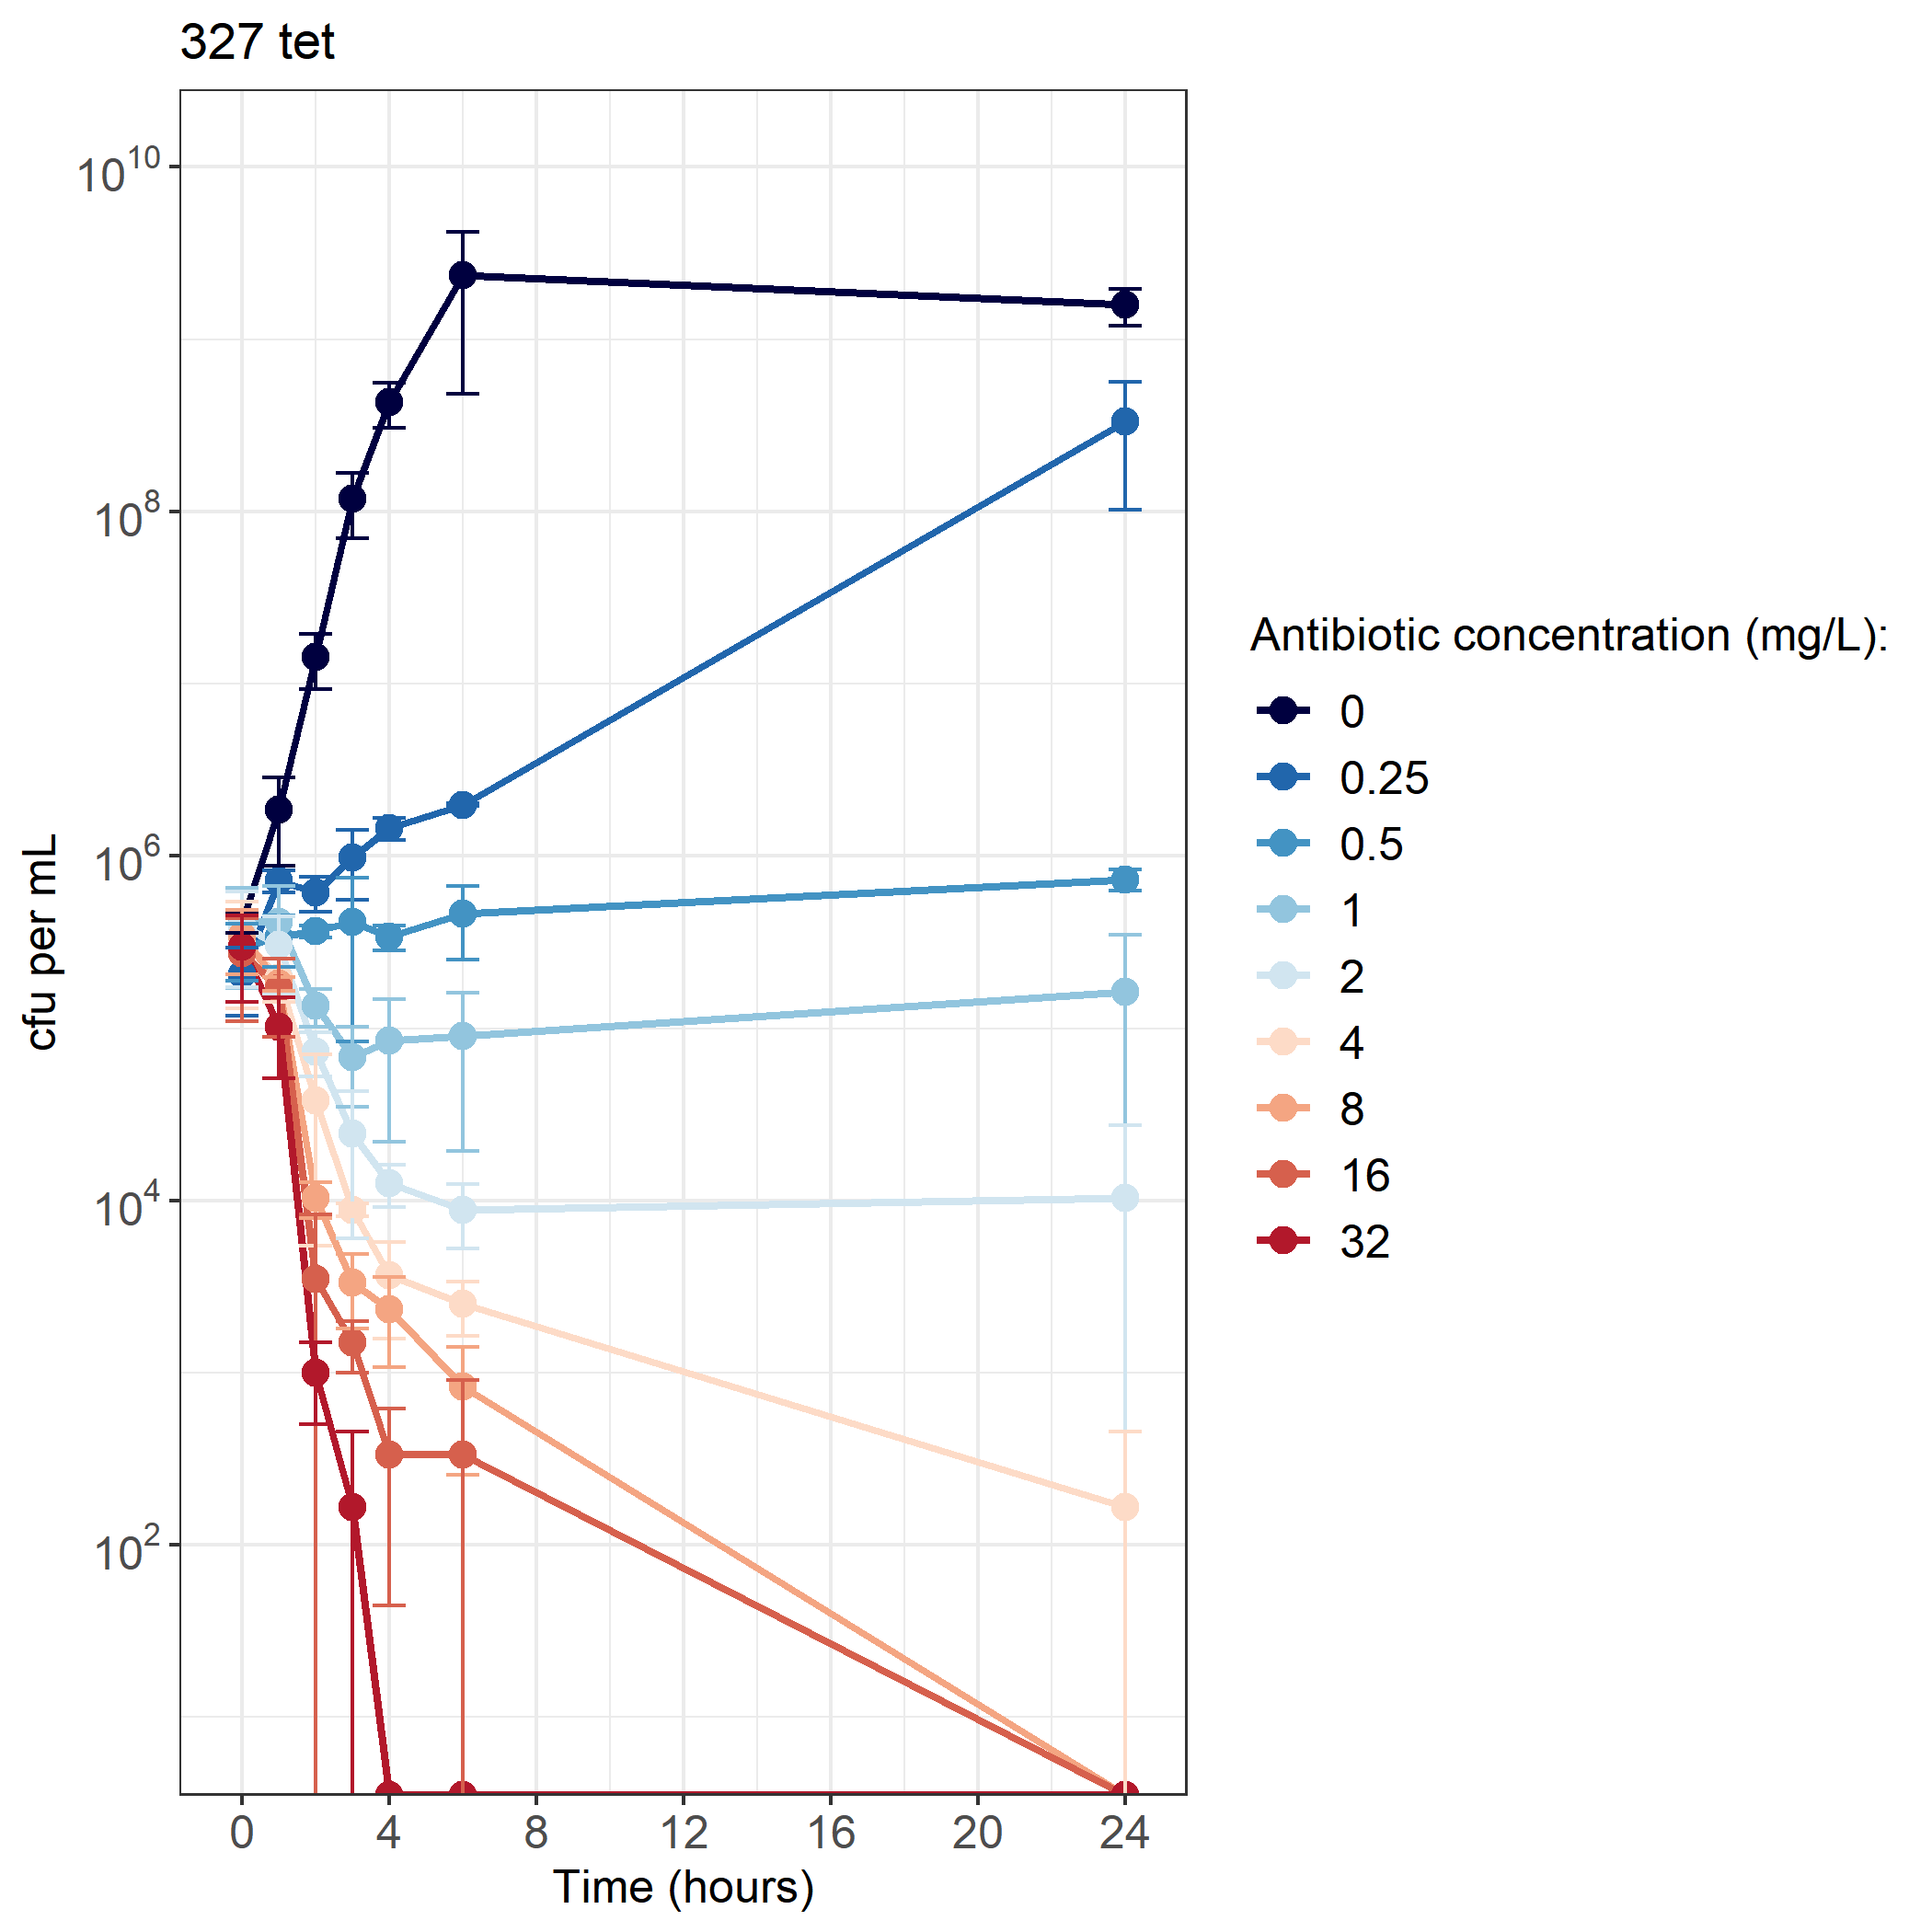 327 tet
10¹⁰
10⁸
10⁶
10⁴
10²
cfu per mL
0 4 8 12 16 20 24
Time (hours)
Antibiotic concentration (mg/L):
0
0.25
0.5
1
2
4
8
16
32